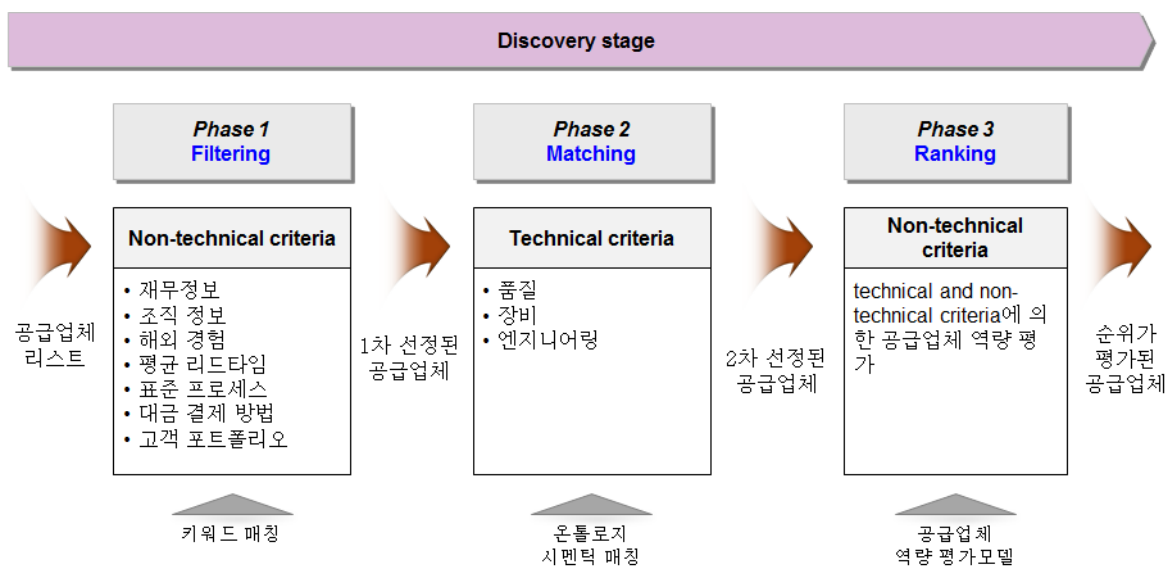 Discovery stage
Phase 1
Filtering
Phase 2
Matching
Phase 3
Ranking
공급업체
리스트
Non-technical criteria
• 재무정보
• 조직 정보
• 해외 경험
• 평균 리드타임
• 표준 프로세스
• 대금 결제 방법
• 고객 포트폴리오
키워드 매칭
1차 선정된
공급업체
Technical criteria
• 품질
• 장비
• 엔지니어링
온톨로지
시멘틱 매칭
2차 선정된
공급업체
Non-technical
criteria
technical and non-
technical criteria에 의
한 공급업체 역량 평
가
공급업체
역량 평가모델
순위가
평가된
공급업체